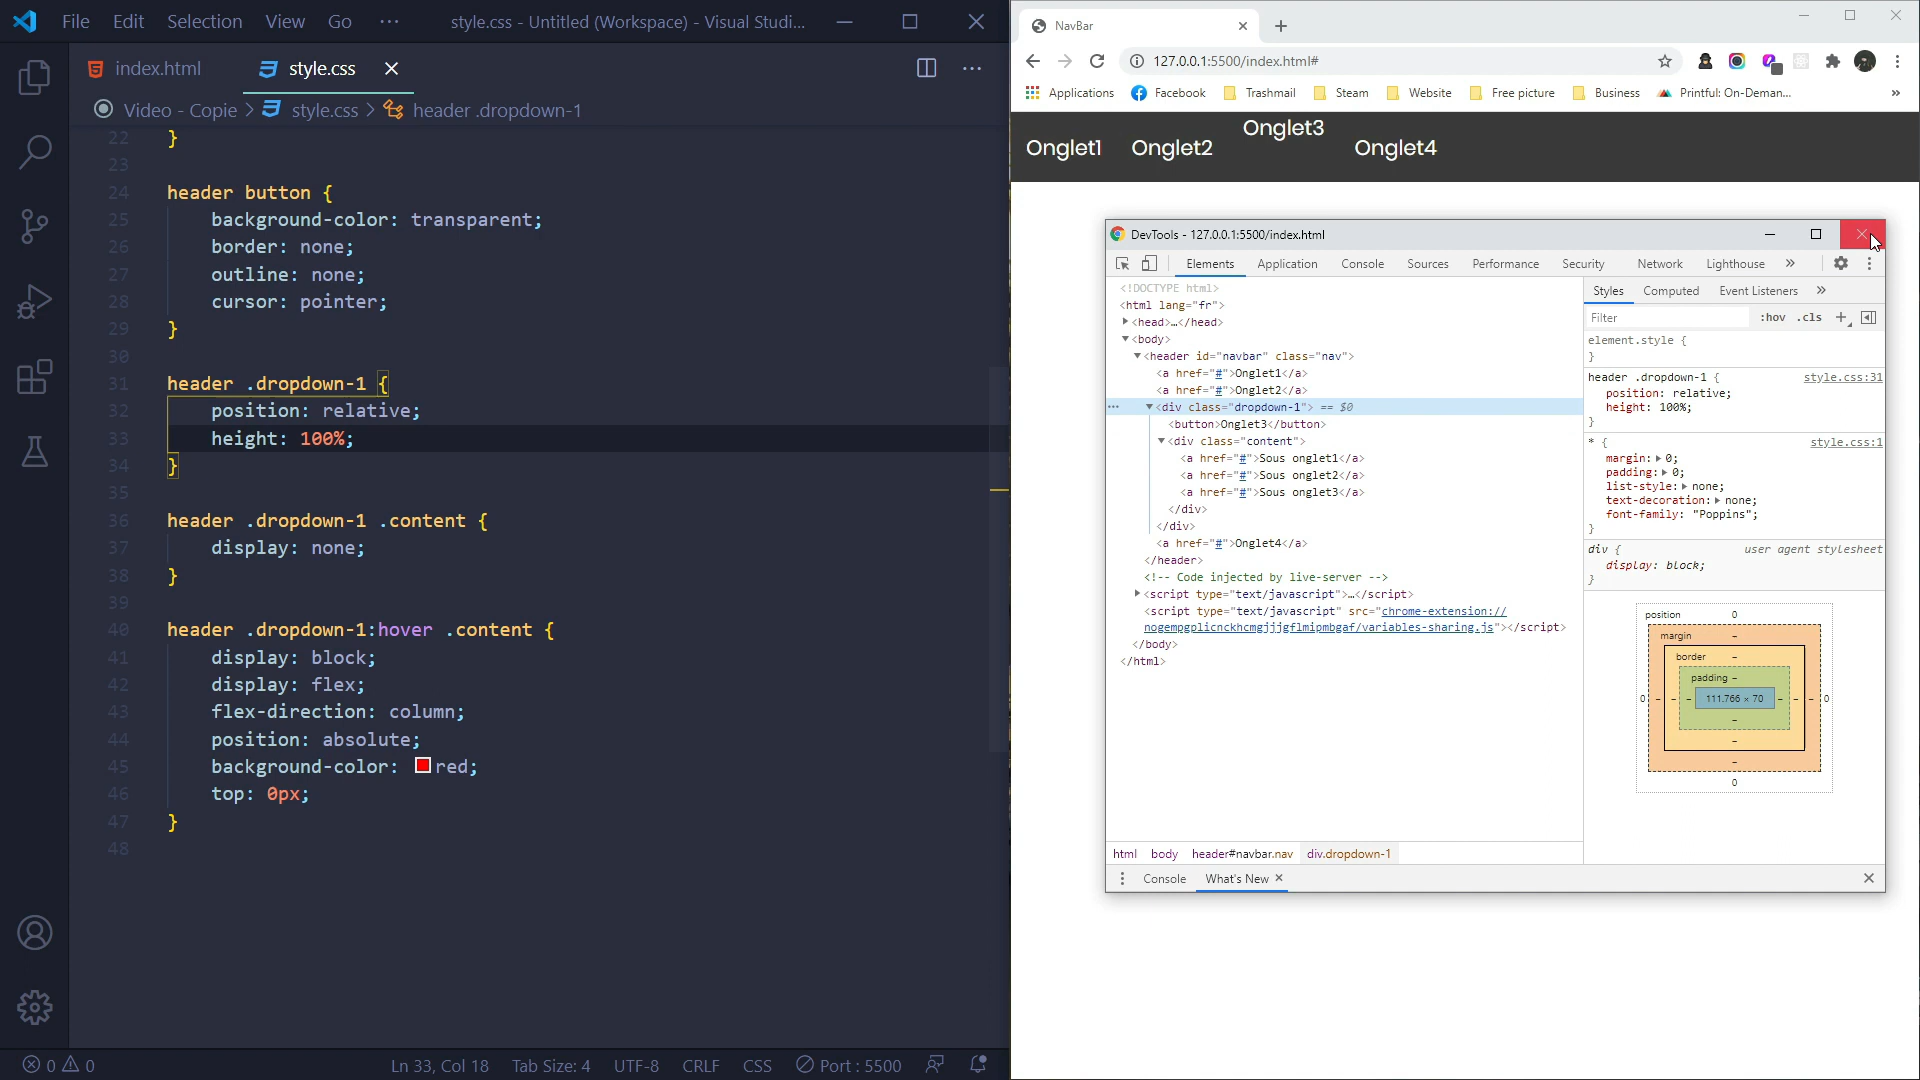 File Edit Selection View Go ··· style.css - Untitled (Workspace) - Visual Studi...
index.html style.css
Video - Copie > style.css > header .dropdown-1
22 }
23
24 header button {
25 background-color: transparent;
26 border: none;
27 outline: none;
28 cursor: pointer;
29 }
30
31 header .dropdown-1 {
32 position: relative;
33 height: 100%;
34 }
35
36 header .dropdown-1 .content {
37 display: none;
38 }
39
40 header .dropdown-1:hover .content {
41 display: block;
42 display: flex;
43 flex-direction: column;
44 position: absolute;
45 background-color: red;
46 top: 0px;
47 }
48
0 0 Ln 33, Col 18 Tab Size: 4 UTF-8 CRLF CSS Port : 5500
NavBar
127.0.0.1:5500/index.html#
Applications Facebook Trashmail Steam Website Free picture Business Printful: On-Deman... »
Onglet1 Onglet2 Onglet3 Onglet4
DevTools - 127.0.0.1:5500/index.html
Elements Application Console Sources Performance Security Network Lighthouse »
<!DOCTYPE html>
<html lang="fr">
<head>…</head>
<body>
<header id="navbar" class="nav">
<a href="#">Onglet1</a>
<a href="#">Onglet2</a>
<div class="dropdown-1"> == $0
<button>Onglet3</button>
<div class="content">
<a href="#">Sous onglet1</a>
<a href="#">Sous onglet2</a>
<a href="#">Sous onglet3</a>
</div>
</div>
<a href="#">Onglet4</a>
</header>
<!-- Code injected by live-server -->
<script type="text/javascript">…</script>
<script type="text/javascript" src="chrome-extension://
nogempgplicnckhcmgjjjgflmipmbgaf/variables-sharing.js"></script>
</body>
</html>
html body header#navbar.nav div.dropdown-1
Console What's New
Styles Computed Event Listeners »
Filter :hov .cls +
element.style {
}
header .dropdown-1 { style.css:31
position: relative;
height: 100%;
}
* { style.css:1
margin: 0;
padding: 0;
list-style: none;
text-decoration: none;
font-family: "Poppins";
}
div { user agent stylesheet
display: block;
}
position 0
margin -
border -
padding -
0 - - - 111.766 × 70 - - - 0
-
-
-
0